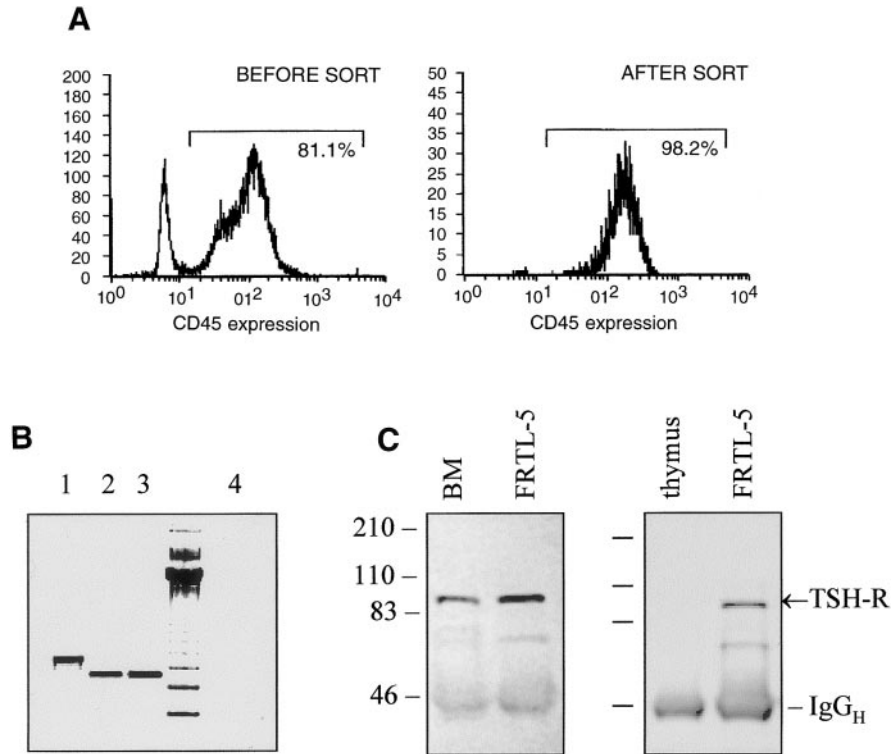 A
BEFORE SORT
81.1%
200
180
160
140
120
100
80
60
40
20
0
10⁰ 10¹ 01² 10³ 10⁴
CD45 expression
AFTER SORT
98.2%
50
45
40
35
30
25
20
15
10
5
0
10⁰ 10¹ 01² 10³ 10⁴
CD45 expression
B
1 2 3 4
C
BM FRTL-5
210 –
110 –
83 –
46 –
thymus FRTL-5
←TSH-R
– IgG_H